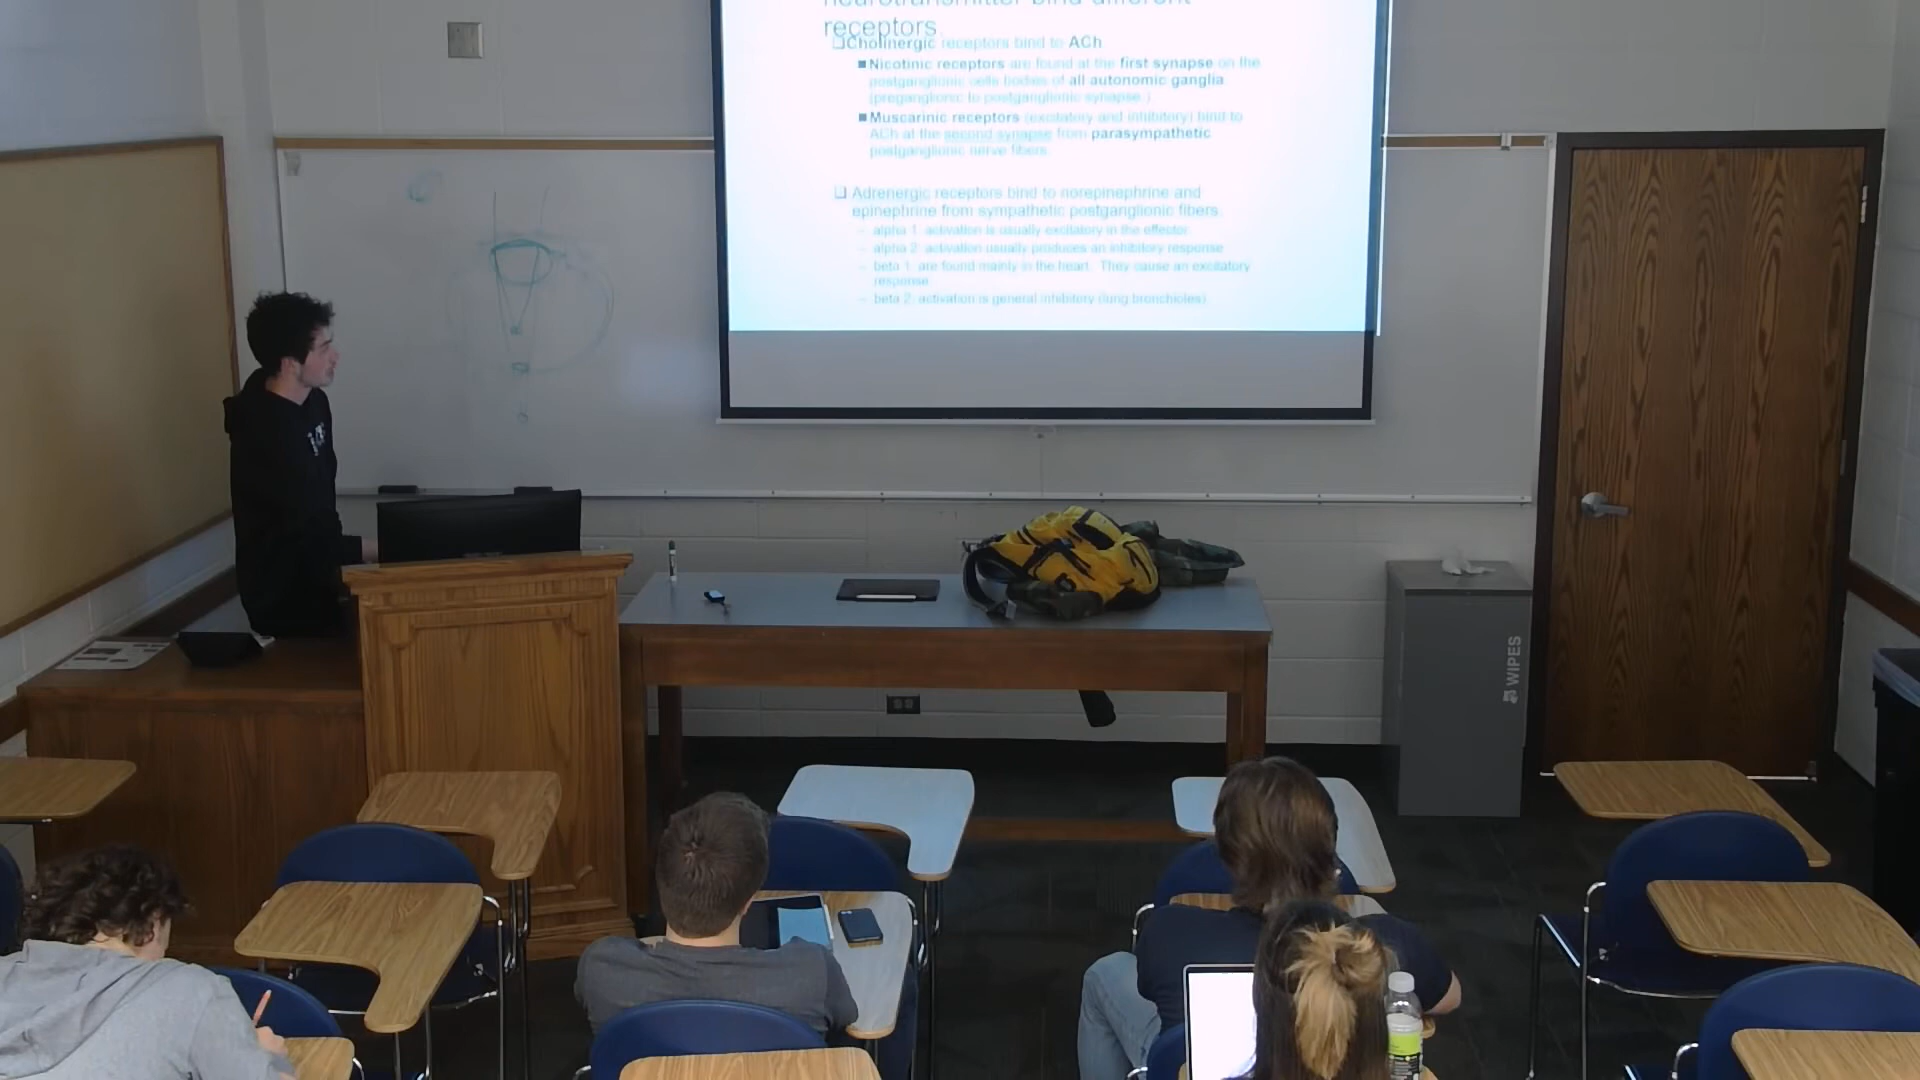 neurotransmitter bind different
receptors
❑Cholinergic receptors bind to ACh
■Nicotinic receptors are found at the first synapse on the
postganglionic cells bodies of all autonomic ganglia
(preganglionic to postganglionic synapse.)
■Muscarinic receptors (excitatory and inhibitory) bind to
ACh at the second synapse from parasympathetic
postganglionic nerve fibers.
❑ Adrenergic receptors bind to norepinephrine and
epinephrine from sympathetic postganglionic fibers.
– alpha 1: activation is usually excitatory in the effector
– alpha 2: activation usually produces an inhibitory response
– beta 1: are found mainly in the heart. They cause an excitatory
response.
– beta 2: activation is general inhibitory (lung bronchioles)
WIPES